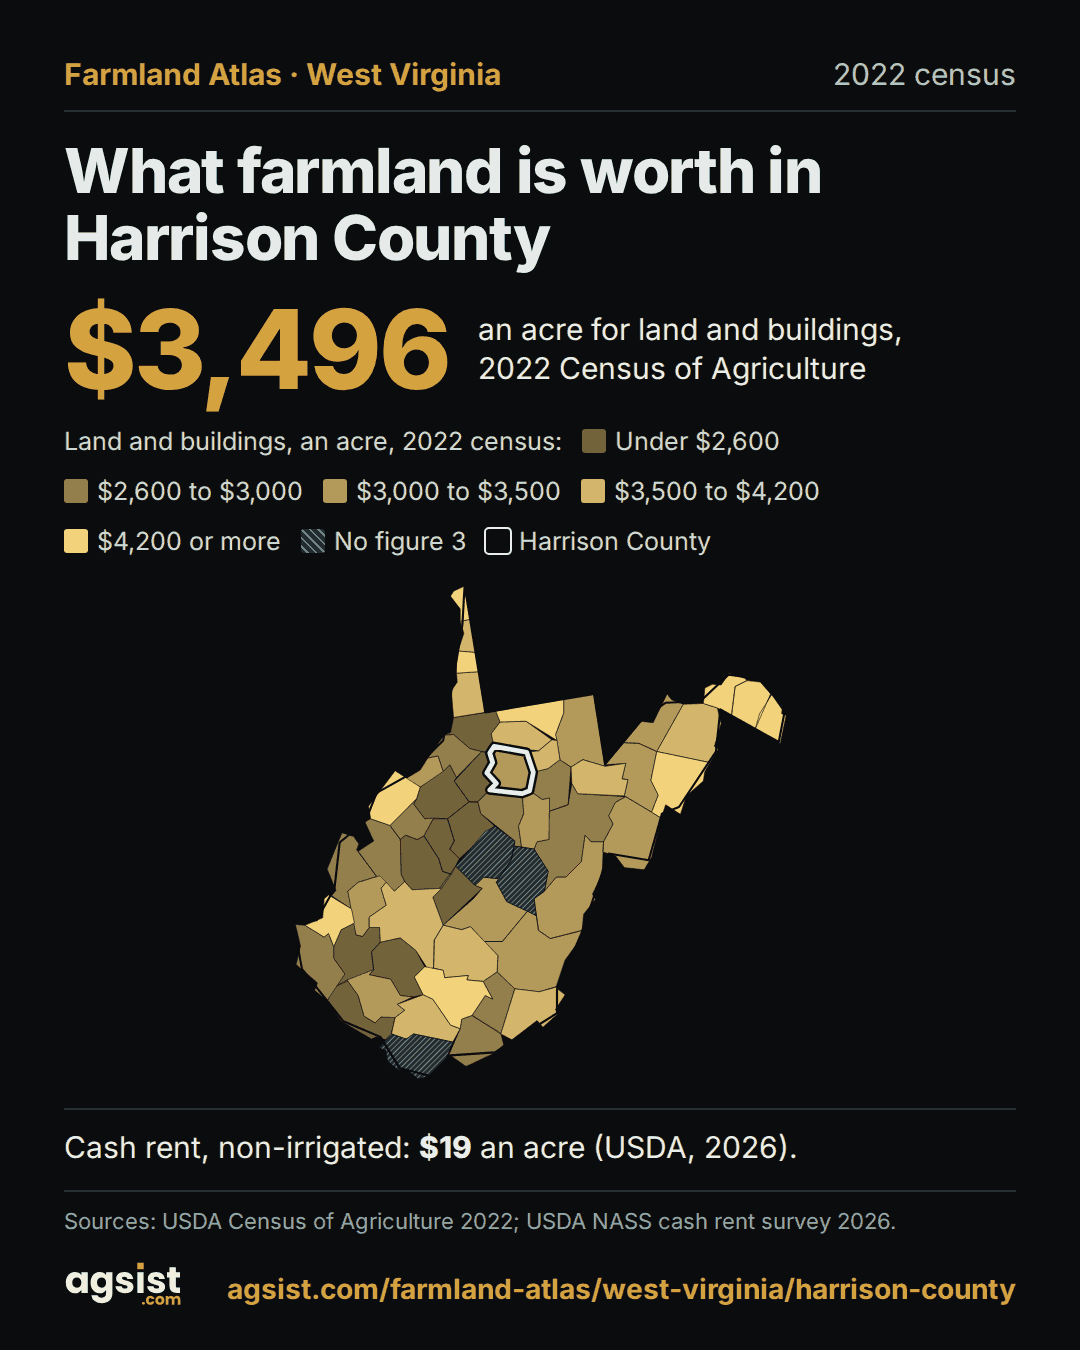 Farmland Atlas · West Virginia
2022 census
What farmland is worth in
Harrison County
$3,496
an acre for land and buildings,
2022 Census of Agriculture
Land and buildings, an acre, 2022 census: Under $2,600
$2,600 to $3,000 $3,000 to $3,500 $3,500 to $4,200
$4,200 or more No figure 3 Harrison County
Cash rent, non-irrigated: $19 an acre (USDA, 2026).
Sources: USDA Census of Agriculture 2022; USDA NASS cash rent survey 2026.
agsist
.com
agsist.com/farmland-atlas/west-virginia/harrison-county